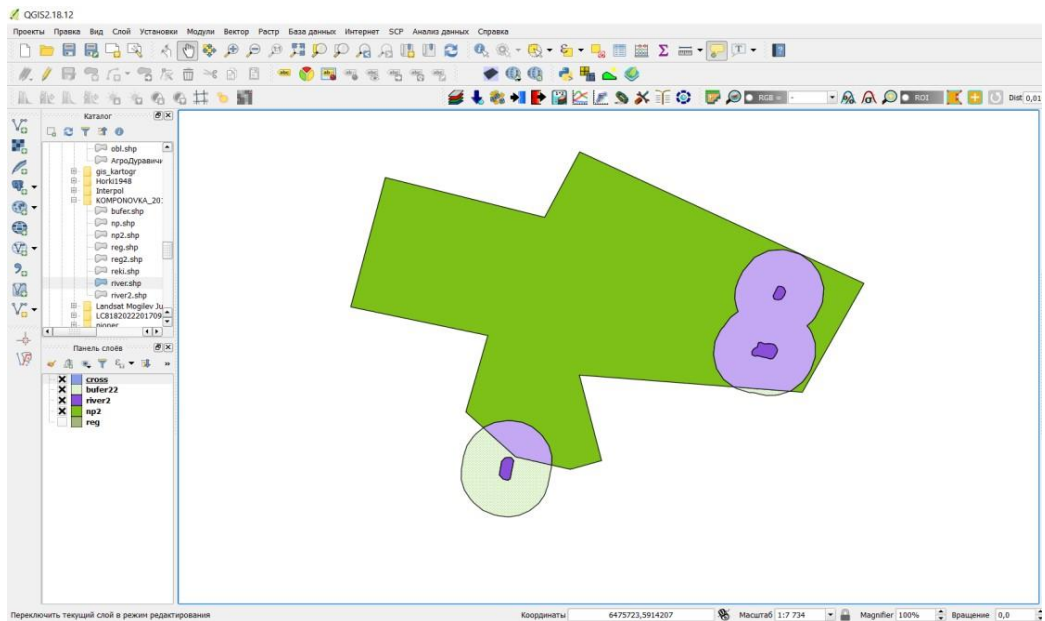 QGIS2.18.12
Проекты Правка Вид Слой Установки Модули Вектор Растр База данных Интернет SCP Анализ данных Справка
RGB = -
ROI
Dist 0,01
Каталог
obl.shp
АгроДуравичи
gis_kartogr
Horki1948
Interpol
KOMPONOVKA_20:
bufer.shp
np.shp
np2.shp
reg.shp
reg2.shp
reki.shp
river.shp
river2.shp
Landsat Mogilev Ju
LC8182022201709
pioner
Панель слоёв
cross
bufer22
river2
np2
reg
Переключить текущий слой в режим редактирования
Координаты 6475723,5914207 Масштаб 1:7 734 Magnifier 100% Вращение 0,0